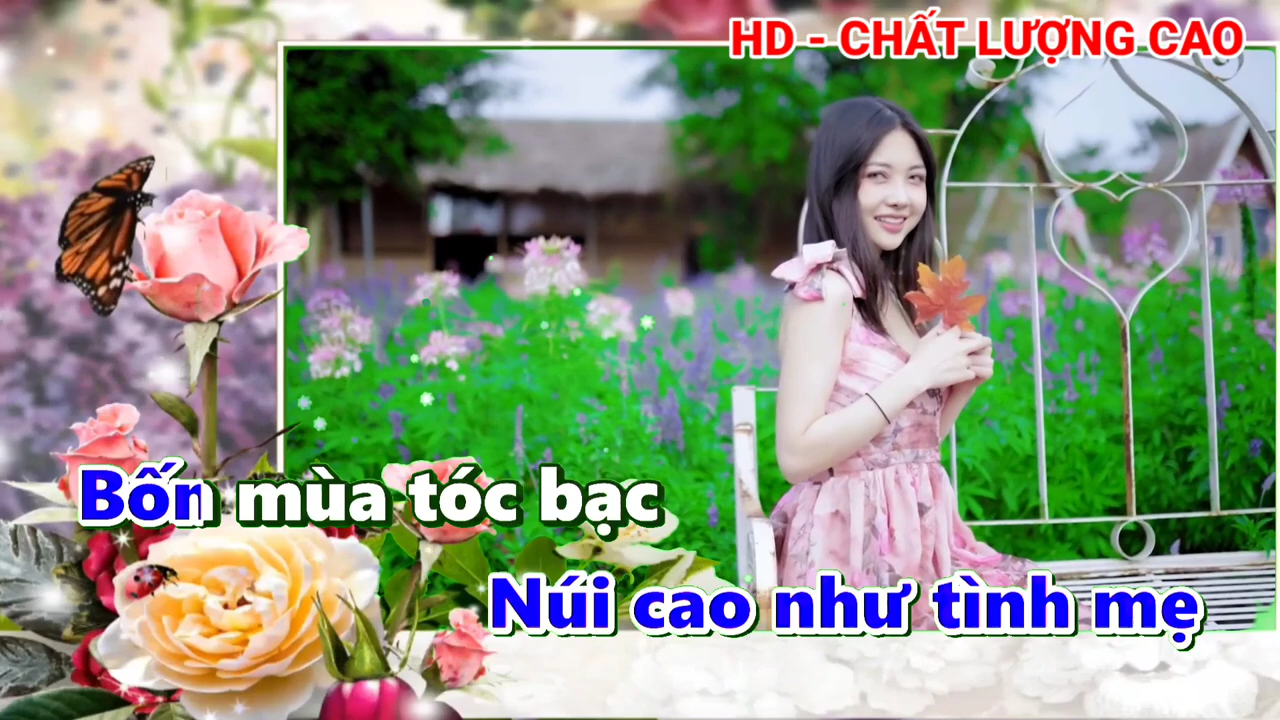 HD - CHẤT LƯỢNG CAO
Bốn mùa tóc bạc
Núi cao như tình mẹ